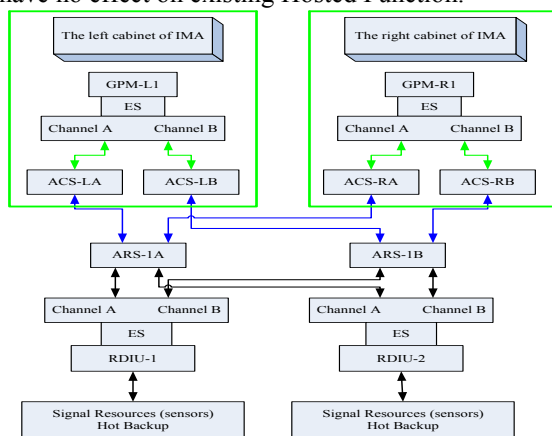 have no effect on existing Hosted Function.
The left cabinet of IMA
The right cabinet of IMA
GPM-L1
GPM-R1
ES
ES
Channel A Channel B
Channel A Channel B
ACS-LA
ACS-LB
ACS-RA
ACS-RB
ARS-1A
ARS-1B
Channel A Channel B
Channel A Channel B
ES
ES
RDIU-1
RDIU-2
Signal Resources (sensors)
Hot Backup
Signal Resources (sensors)
Hot Backup